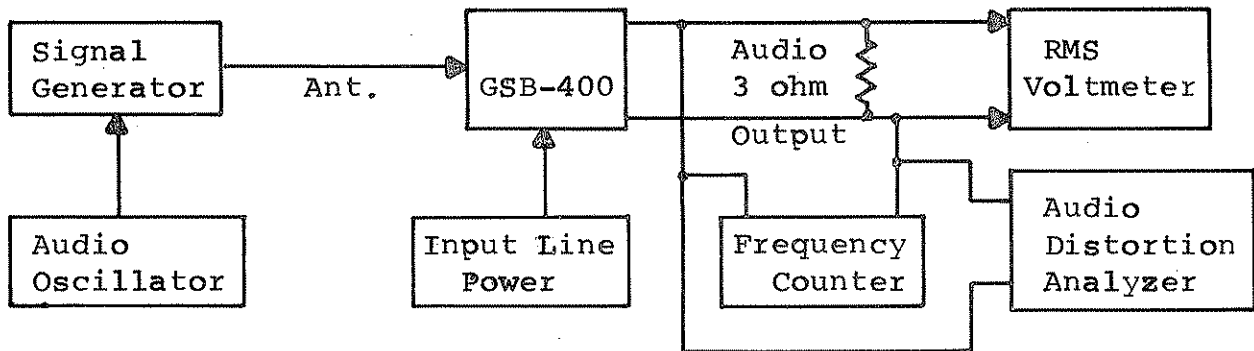 Signal
Generator
Ant.
GSB-400
Audio
3 ohm
Output
RMS
Voltmeter
Audio
Oscillator
Input Line
Power
Frequency
Counter
Audio
Distortion
Analyzer